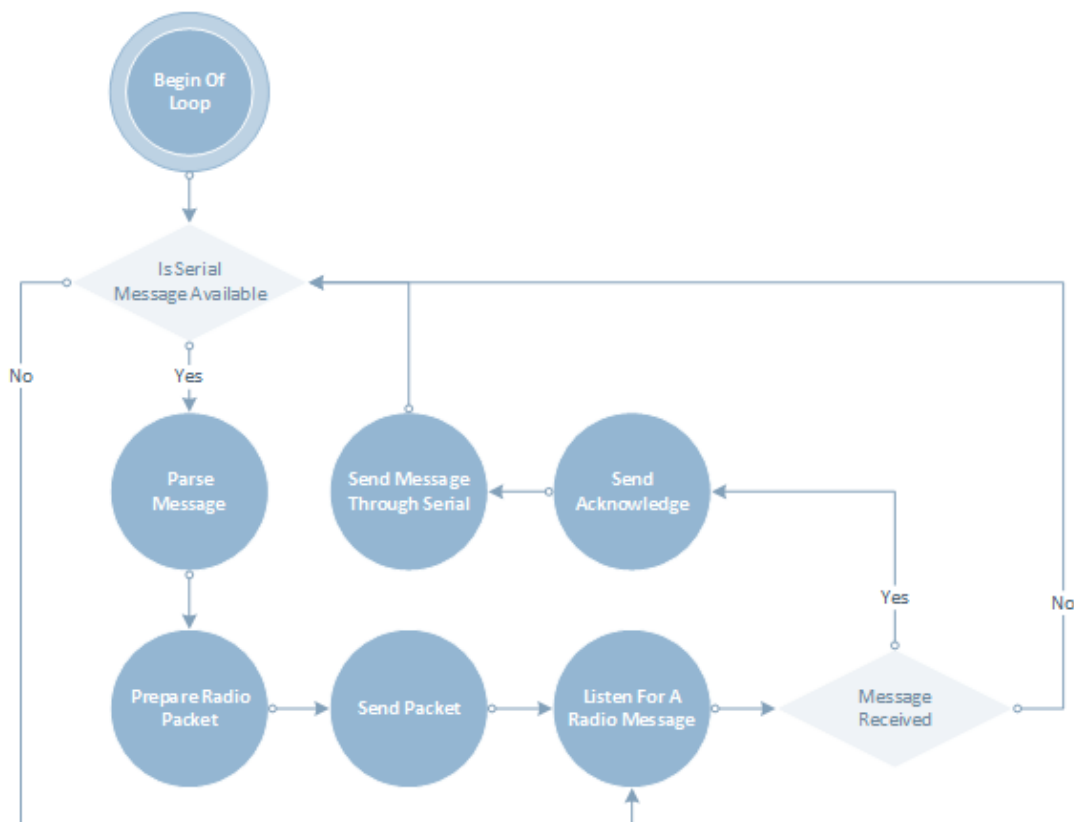 Begin Of
Loop
Is Serial
Message Available
No
Yes
Parse
Message
Send Message
Through Serial
Send
Acknowledge
Yes
No
Prepare Radio
Packet
Send Packet
Listen For A
Radio Message
Message
Received